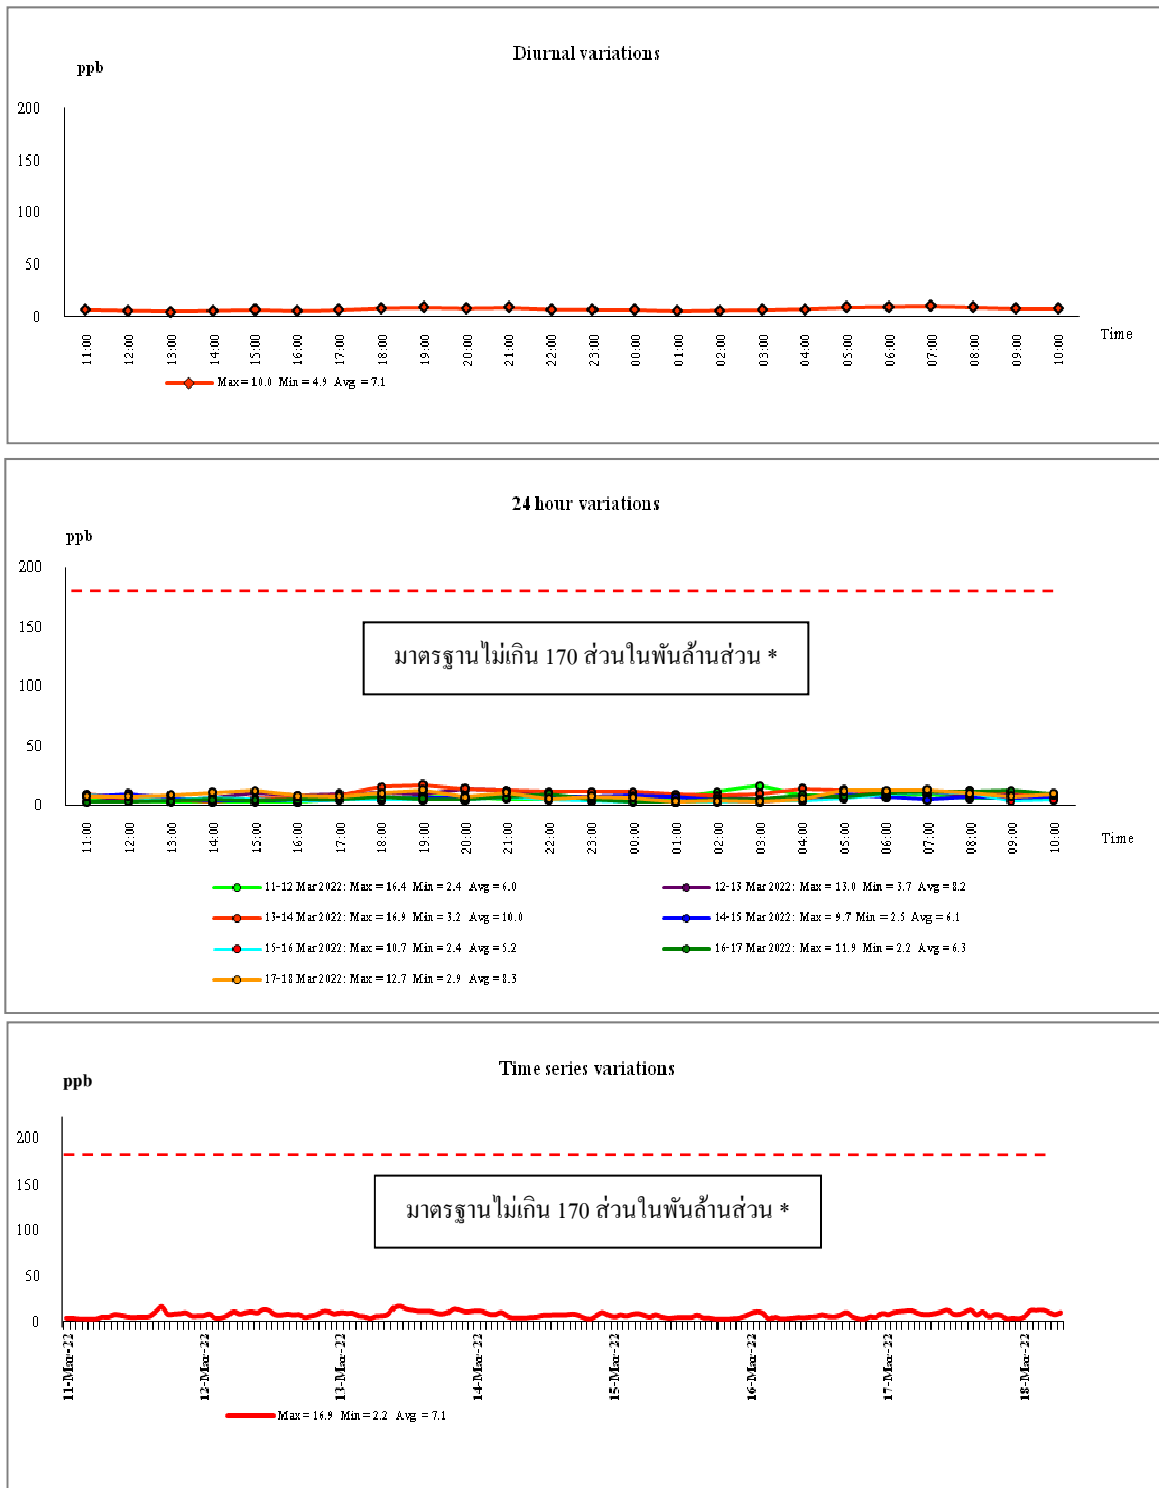 Diurnal variations
ppb
200
150
100
50
0
11:00 12:00 13:00 14:00 15:00 16:00 17:00 18:00 19:00 20:00 21:00 22:00 23:00 00:00 01:00 02:00 03:00 04:00 05:00 06:00 07:00 08:00 09:00 10:00
Time
Max = 10.0 Min = 4.9 Avg = 7.1
24 hour variations
ppb
200
150
100
50
0
มาตรฐานไม่เกิน 170 ส่วนในพันล้านส่วน *
11:00 12:00 13:00 14:00 15:00 16:00 17:00 18:00 19:00 20:00 21:00 22:00 23:00 00:00 01:00 02:00 03:00 04:00 05:00 06:00 07:00 08:00 09:00 10:00
Time
11-12 Mar 2022: Max = 16.4 Min = 2.4 Avg = 6.0
12-13 Mar 2022: Max = 13.0 Min = 3.7 Avg = 8.2
13-14 Mar 2022: Max = 16.9 Min = 3.2 Avg = 10.0
14-15 Mar 2022: Max = 9.7 Min = 2.5 Avg = 6.1
15-16 Mar 2022: Max = 10.7 Min = 2.4 Avg = 5.2
16-17 Mar 2022: Max = 11.9 Min = 2.2 Avg = 6.3
17-18 Mar 2022: Max = 12.7 Min = 2.9 Avg = 8.3
Time series variations
ppb
200
150
100
50
0
มาตรฐานไม่เกิน 170 ส่วนในพันล้านส่วน *
11-Mar-22 12-Mar-22 13-Mar-22 14-Mar-22 15-Mar-22 16-Mar-22 17-Mar-22 18-Mar-22
Max = 16.9 Min = 2.2 Avg = 7.1